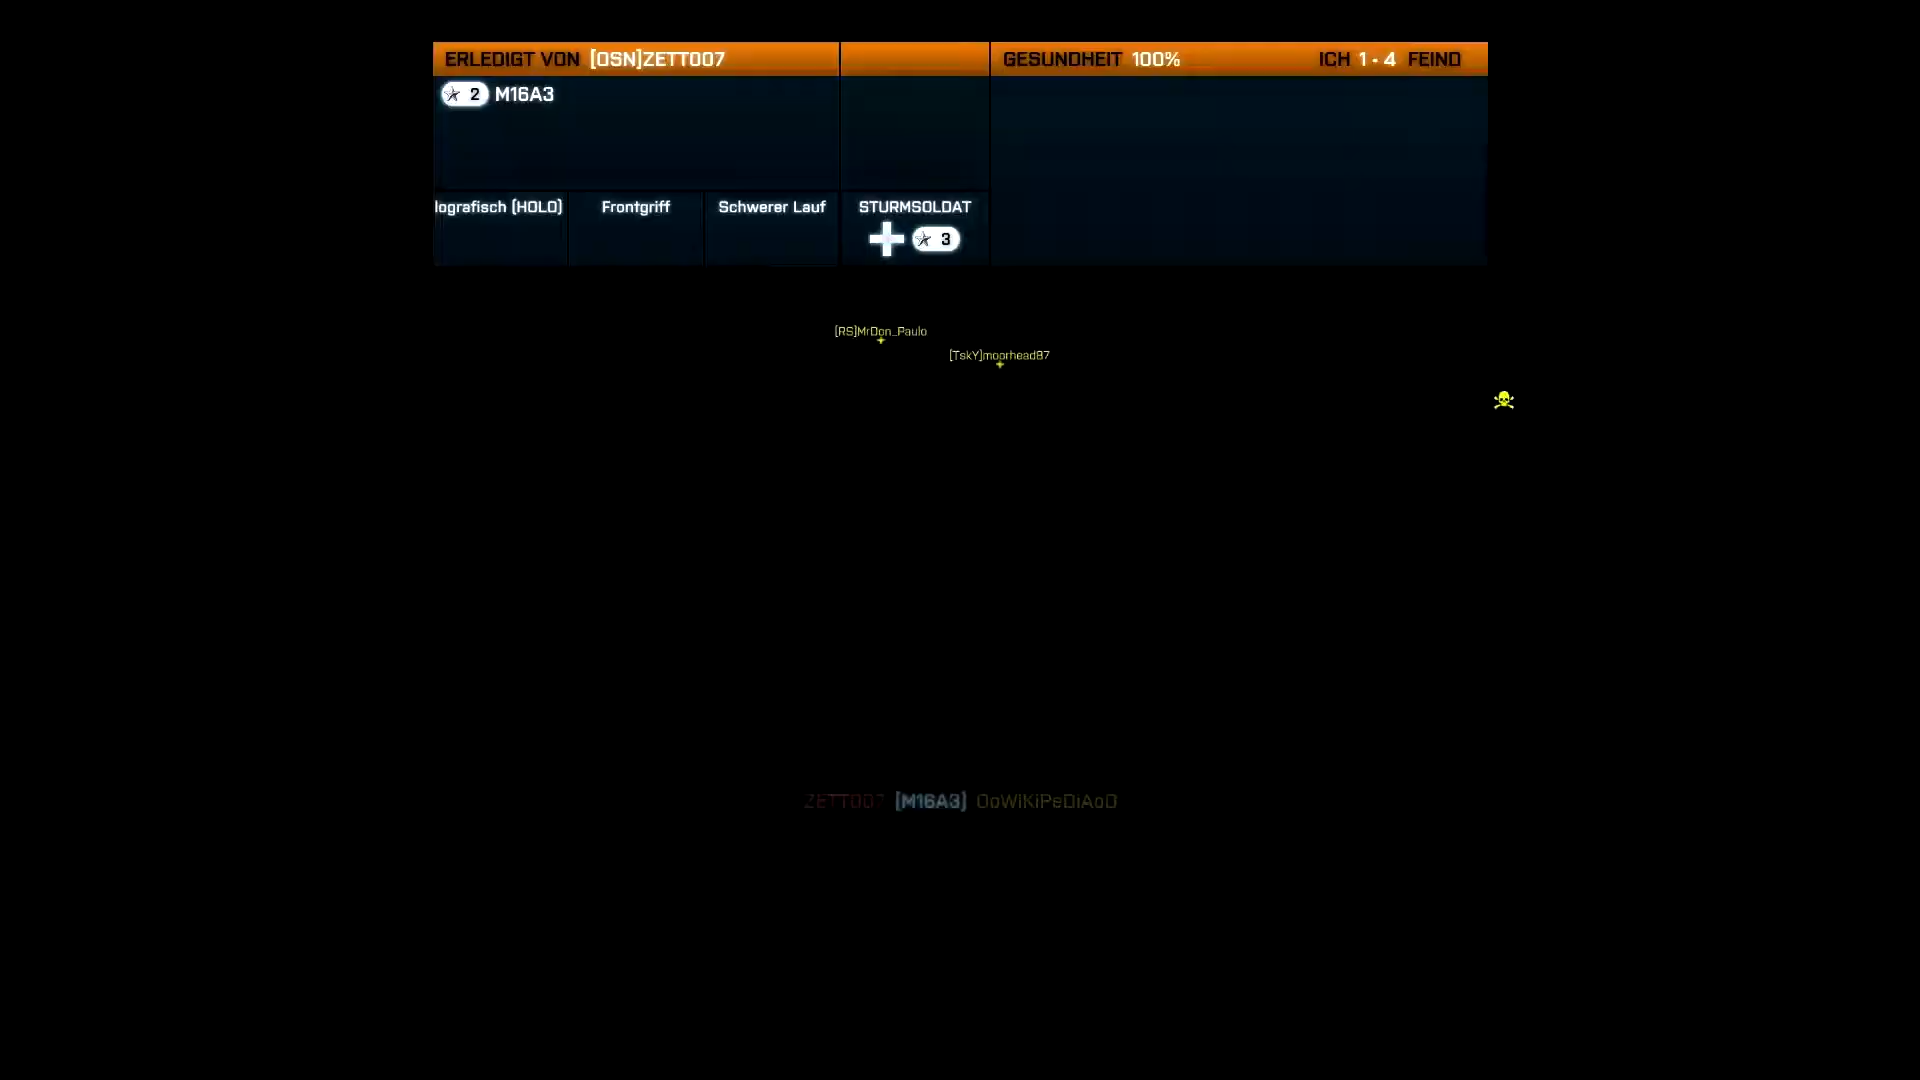 ERLEDIGT VON [OSN]ZETT007
GESUNDHEIT 100%
ICH 1 - 4 FEIND
2 M16A3
lografisch (HOLO)
Frontgriff
Schwerer Lauf
STURMSOLDAT
3
[RS]MrDon_Paulo
[TskY]moorhead87
ZETT007 [M16A3] OoWIKiPeDiAoO